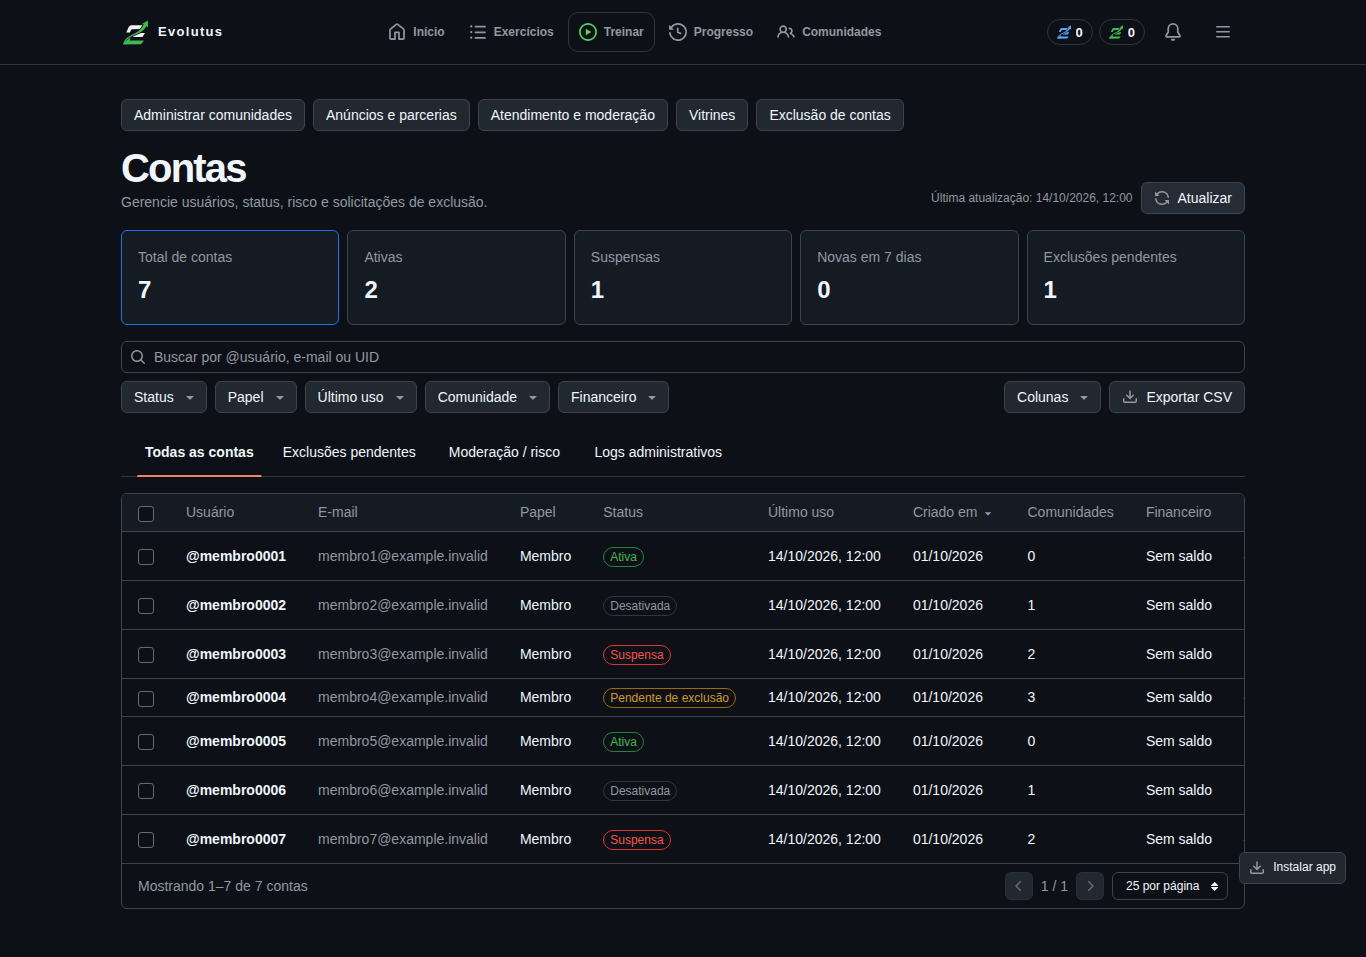 Evolutus
Início
Exercícios
Treinar
Progresso
Comunidades
0
0
Administrar comunidades
Anúncios e parcerias
Atendimento e moderação
Vitrines
Exclusão de contas
Contas
Gerencie usuários, status, risco e solicitações de exclusão.
Última atualização: 14/10/2026, 12:00
Atualizar
Total de contas
7
Ativas
2
Suspensas
1
Novas em 7 dias
0
Exclusões pendentes
1
Buscar por @usuário, e-mail ou UID
Status
Papel
Último uso
Comunidade
Financeiro
Colunas
Exportar CSV
Todas as contas
Exclusões pendentes
Moderação / risco
Logs administrativos
Usuário E-mail Papel Status Último uso Criado em Comunidades Financeiro
@membro0001 membro1@example.invalid Membro Ativa 14/10/2026, 12:00 01/10/2026 0 Sem saldo
@membro0002 membro2@example.invalid Membro Desativada 14/10/2026, 12:00 01/10/2026 1 Sem saldo
@membro0003 membro3@example.invalid Membro Suspensa 14/10/2026, 12:00 01/10/2026 2 Sem saldo
@membro0004 membro4@example.invalid Membro Pendente de exclusão 14/10/2026, 12:00 01/10/2026 3 Sem saldo
@membro0005 membro5@example.invalid Membro Ativa 14/10/2026, 12:00 01/10/2026 0 Sem saldo
@membro0006 membro6@example.invalid Membro Desativada 14/10/2026, 12:00 01/10/2026 1 Sem saldo
@membro0007 membro7@example.invalid Membro Suspensa 14/10/2026, 12:00 01/10/2026 2 Sem saldo
Instalar app
Mostrando 1–7 de 7 contas
1 / 1
25 por página